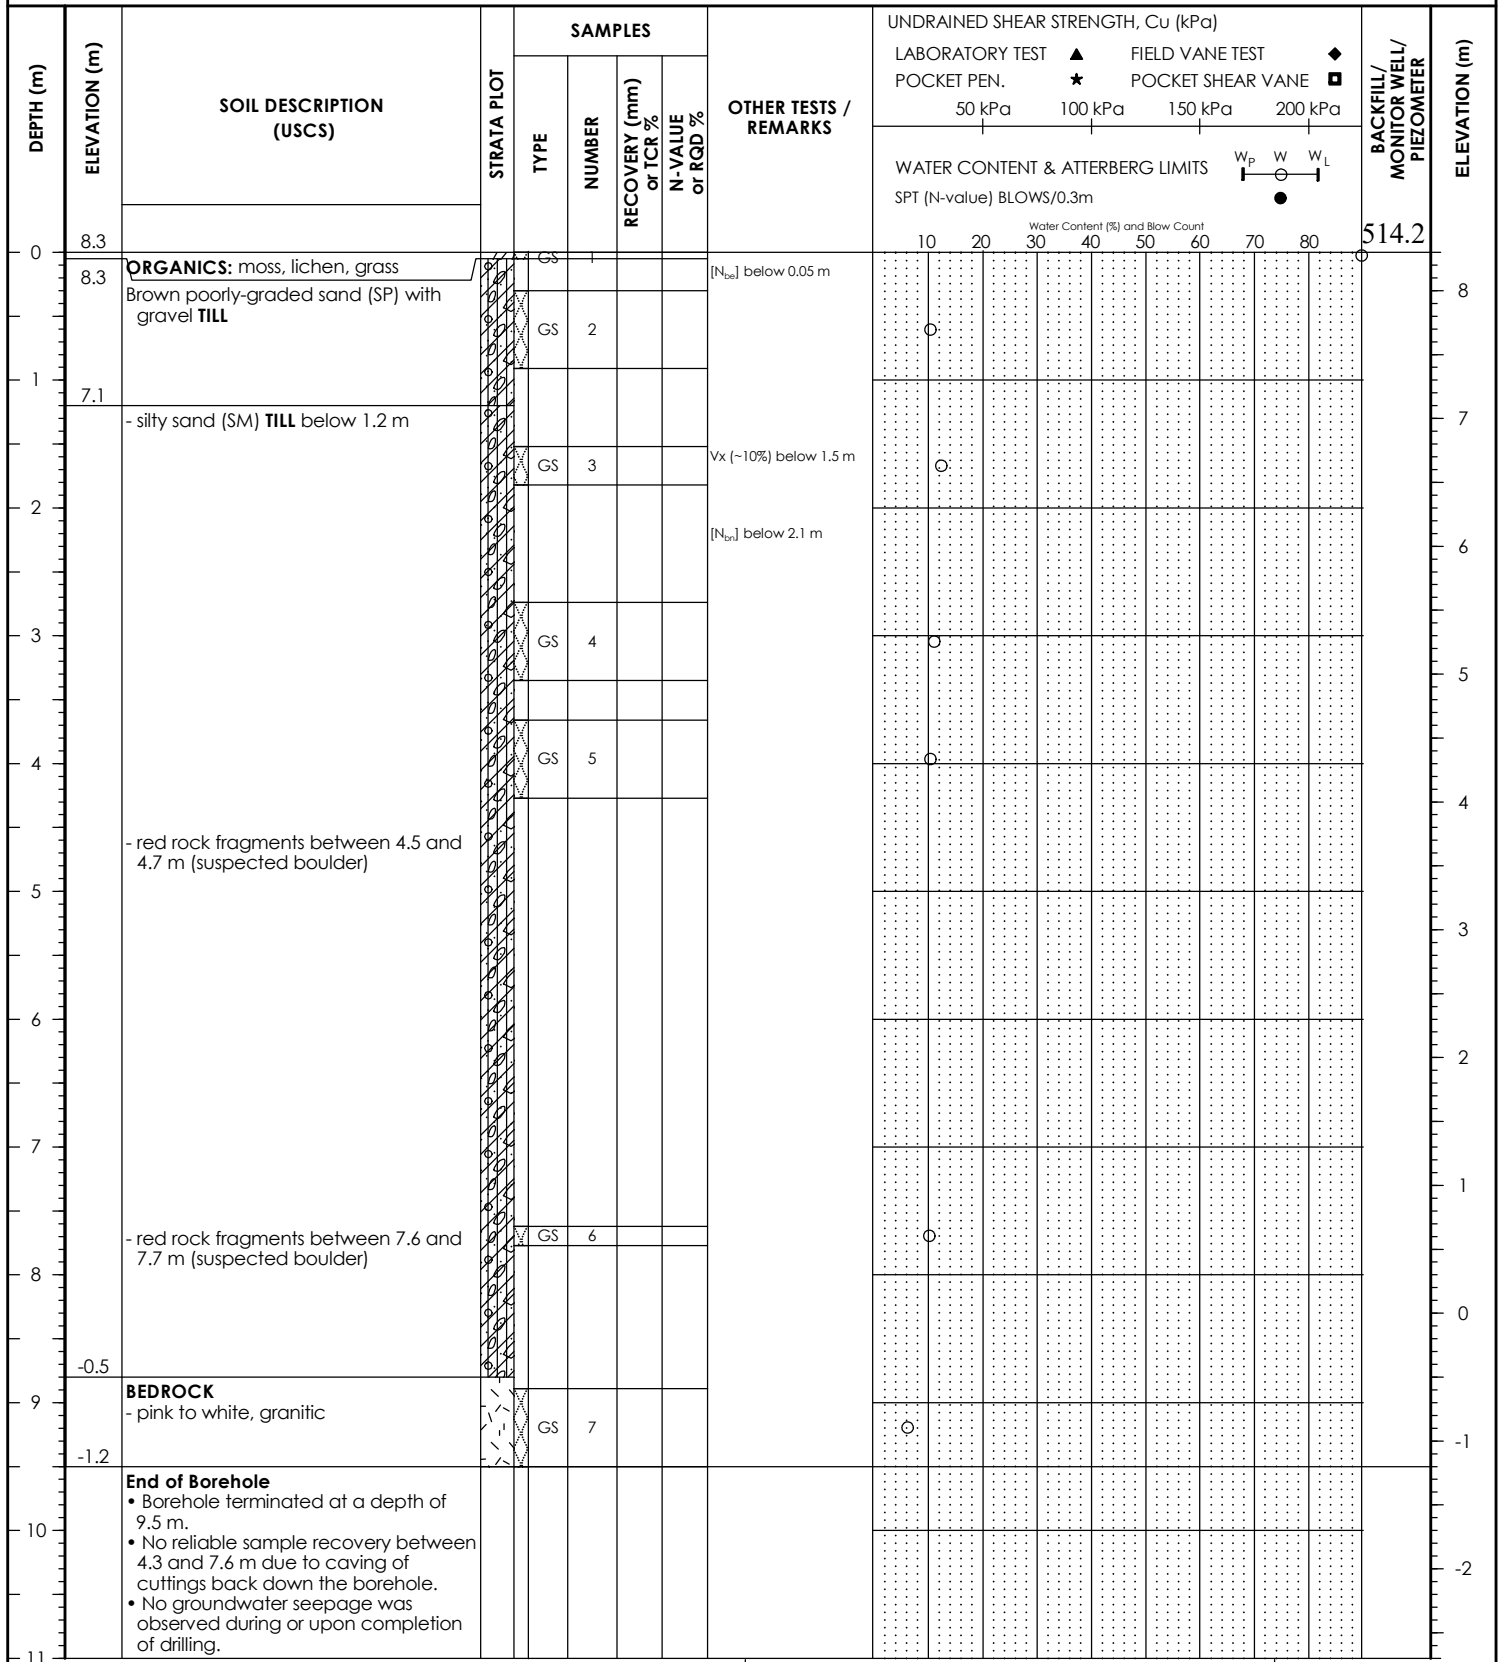 DEPTH (m)
ELEVATION (m)
SOIL DESCRIPTION
(USCS)
STRATA PLOT
SAMPLES
TYPE
NUMBER
RECOVERY (mm)
or TCR %
N-VALUE
or RQD %
OTHER TESTS /
REMARKS
UNDRAINED SHEAR STRENGTH, Cu (kPa)
LABORATORY TEST ▲ FIELD VANE TEST ◆
POCKET PEN. ★ POCKET SHEAR VANE
50 kPa 100 kPa 150 kPa 200 kPa
WATER CONTENT & ATTERBERG LIMITS WP W WL
SPT (N-value) BLOWS/0.3m ●
Water Content (%) and Blow Count
10 20 30 40 50 60 70 80
BACKFILL/
MONITOR WELL/
PIEZOMETER
ELEVATION (m)
514.2
0
8.3
GS 1
8.3
ORGANICS: moss, lichen, grass
[Nbe] below 0.05 m
Brown poorly-graded sand (SP) with
gravel TILL
8
GS 2
1
7.1
- silty sand (SM) TILL below 1.2 m
7
GS 3
Vx (~10%) below 1.5 m
2
[Nbn] below 2.1 m
6
3
GS 4
5
GS 5
4
4
- red rock fragments between 4.5 and
4.7 m (suspected boulder)
5
3
6
2
7
1
GS 6
- red rock fragments between 7.6 and
7.7 m (suspected boulder)
8
0
-0.5
BEDROCK
9
- pink to white, granitic
GS 7
-1
-1.2
End of Borehole
• Borehole terminated at a depth of
9.5 m.
10
• No reliable sample recovery between
4.3 and 7.6 m due to caving of
cuttings back down the borehole.
-2
• No groundwater seepage was
observed during or upon completion
of drilling.
11